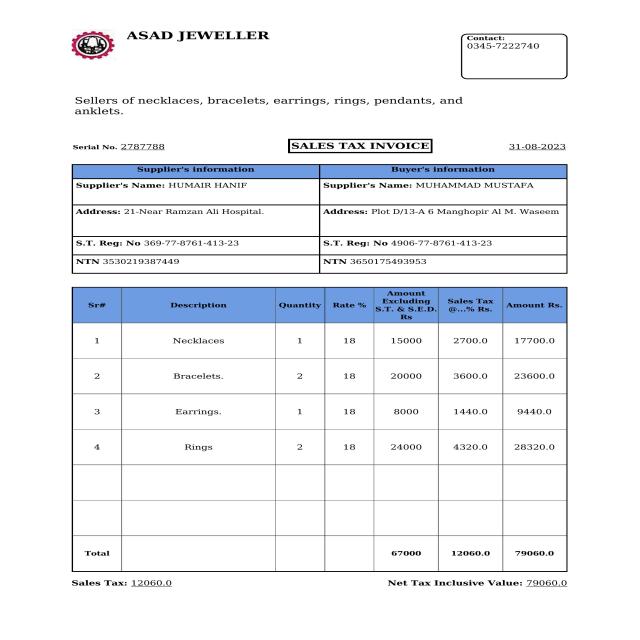 ASAD JEWELLER
Contact:
0345-7222740
Sellers of necklaces, bracelets, earrings, rings, pendants, and
anklets.
Serial No. 2787788 SALES TAX INVOICE 31-08-2023
Supplier's information Buyer's information
Supplier's Name: HUMAIR HANIF Supplier's Name: MUHAMMAD MUSTAFA
Address: 21-Near Ramzan Ali Hospital. Address: Plot D/13-A 6 Manghopir Al M. Waseem
S.T. Reg: No 369-77-8761-413-23 S.T. Reg: No 4906-77-8761-413-23
NTN 3530219387449 NTN 3650175493953
Sr# Description Quantity Rate % Amount Excluding S.T. & S.E.D. Rs Sales Tax @...% Rs. Amount Rs.
1 Necklaces 1 18 15000 2700.0 17700.0
2 Bracelets. 2 18 20000 3600.0 23600.0
3 Earrings. 1 18 8000 1440.0 9440.0
4 Rings 2 18 24000 4320.0 28320.0
Total 67000 12060.0 79060.0
Sales Tax: 12060.0 Net Tax Inclusive Value: 79060.0